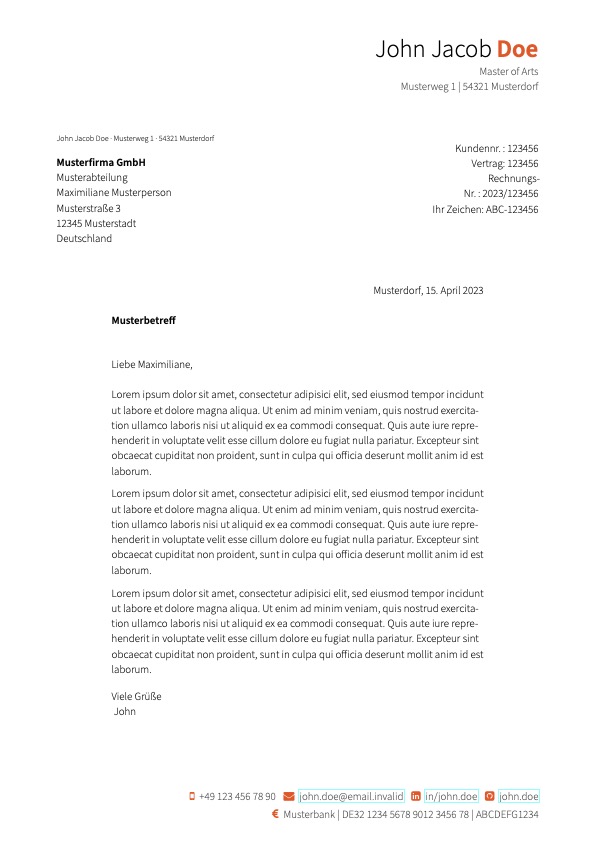 John Jacob Doe
Master of Arts
Musterweg 1 | 54321 Musterdorf
John Jacob Doe · Musterweg 1 · 54321 Musterdorf
Musterfirma GmbH
Musterabteilung
Maximiliane Musterperson
Musterstraße 3
12345 Musterstadt
Deutschland
Kundennr. : 123456
Vertrag: 123456
Rechnungs-
Nr. : 2023/123456
Ihr Zeichen: ABC-123456
Musterdorf, 15. April 2023
Musterbetreff
Liebe Maximiliane,
Lorem ipsum dolor sit amet, consectetur adipisici elit, sed eiusmod tempor incidunt
ut labore et dolore magna aliqua. Ut enim ad minim veniam, quis nostrud exercita-
tion ullamco laboris nisi ut aliquid ex ea commodi consequat. Quis aute iure repre-
henderit in voluptate velit esse cillum dolore eu fugiat nulla pariatur. Excepteur sint
obcaecat cupiditat non proident, sunt in culpa qui officia deserunt mollit anim id est
laborum.
Lorem ipsum dolor sit amet, consectetur adipisici elit, sed eiusmod tempor incidunt
ut labore et dolore magna aliqua. Ut enim ad minim veniam, quis nostrud exercita-
tion ullamco laboris nisi ut aliquid ex ea commodi consequat. Quis aute iure repre-
henderit in voluptate velit esse cillum dolore eu fugiat nulla pariatur. Excepteur sint
obcaecat cupiditat non proident, sunt in culpa qui officia deserunt mollit anim id est
laborum.
Lorem ipsum dolor sit amet, consectetur adipisici elit, sed eiusmod tempor incidunt
ut labore et dolore magna aliqua. Ut enim ad minim veniam, quis nostrud exercita-
tion ullamco laboris nisi ut aliquid ex ea commodi consequat. Quis aute iure repre-
henderit in voluptate velit esse cillum dolore eu fugiat nulla pariatur. Excepteur sint
obcaecat cupiditat non proident, sunt in culpa qui officia deserunt mollit anim id est
laborum.
Viele Grüße
John
+49 123 456 78 90 john.doe@email.invalid in in/john.doe john.doe
€ Musterbank | DE32 1234 5678 9012 3456 78 | ABCDEFG1234